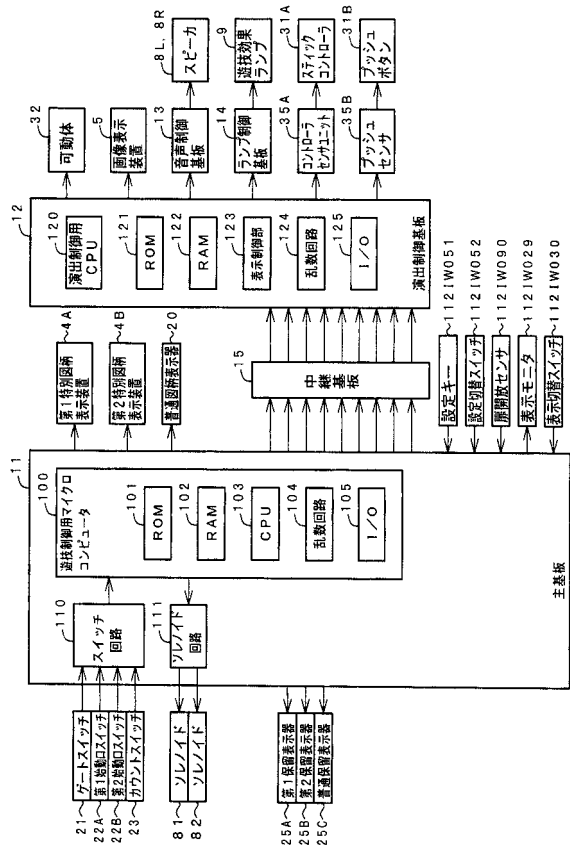 32
可動体
5
画像表示
装置
13
音声制御
基板
8L、8R
スピーカ
14
ランプ制御
基板
9
遊技効果
ランプ
35A
コントローラ
センサユニット
31A
スティック
コントローラ
35B
プッシュ
センサ
31B
プッシュ
ボタン
12
120
演出制御用
CPU
121
ROM
122
RAM
123
表示制御部
124
乱数回路
125
I/O
演出制御基板
4A
第1特別図柄
表示装置
4B
第2特別図柄
表示装置
20
普通図柄表示器
15
中継
基板
設定キー
112IW051
設定切替スイッチ
112IW052
扉開放センサ
112IW090
表示モニタ
112IW029
表示切替スイッチ
112IW030
11
100
遊技制御用マイクロ
コンピュータ
101
ROM
102
RAM
103
CPU
104
乱数回路
105
I/O
主基板
110
スイッチ
回路
111
ソレノイド
回路
21
ゲートスイッチ
22A
第1始動口スイッチ
22B
第2始動口スイッチ
23
カウントスイッチ
81
ソレノイド
82
ソレノイド
25A
第1保留表示器
25B
第2保留表示器
25C
普通保留表示器